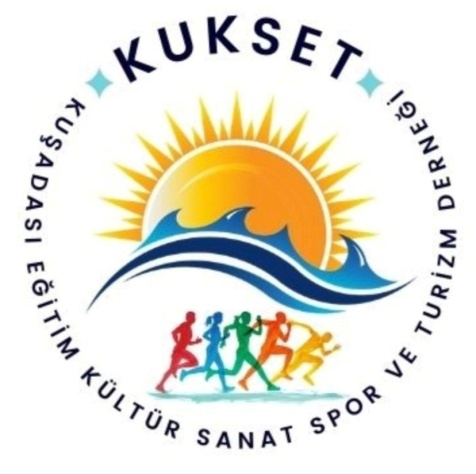 KUKSET
KUŞADASI EĞİTİM KÜLTÜR SANAT SPOR VE TURİZM DERNEĞİ